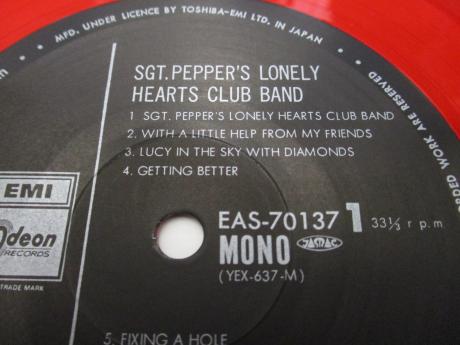 MFD. UNDER LICENCE BY TOSHIBA-EMI LTD. IN JAPAN
SGT. PEPPER'S LONELY
HEARTS CLUB BAND
1 SGT. PEPPER'S LONELY HEARTS CLUB BAND
2. WITH A LITTLE HELP FROM MY FRIENDS
3. LUCY IN THE SKY WITH DIAMONDS
4. GETTING BETTER
EMI
Odeon
RECORDS
TRADE MARK
EAS-70137 1 33⅓ r p.m
MONO JASRAC
(YEX-637-M)
5. FIXING A HOLE
WORK ARE RESERVED